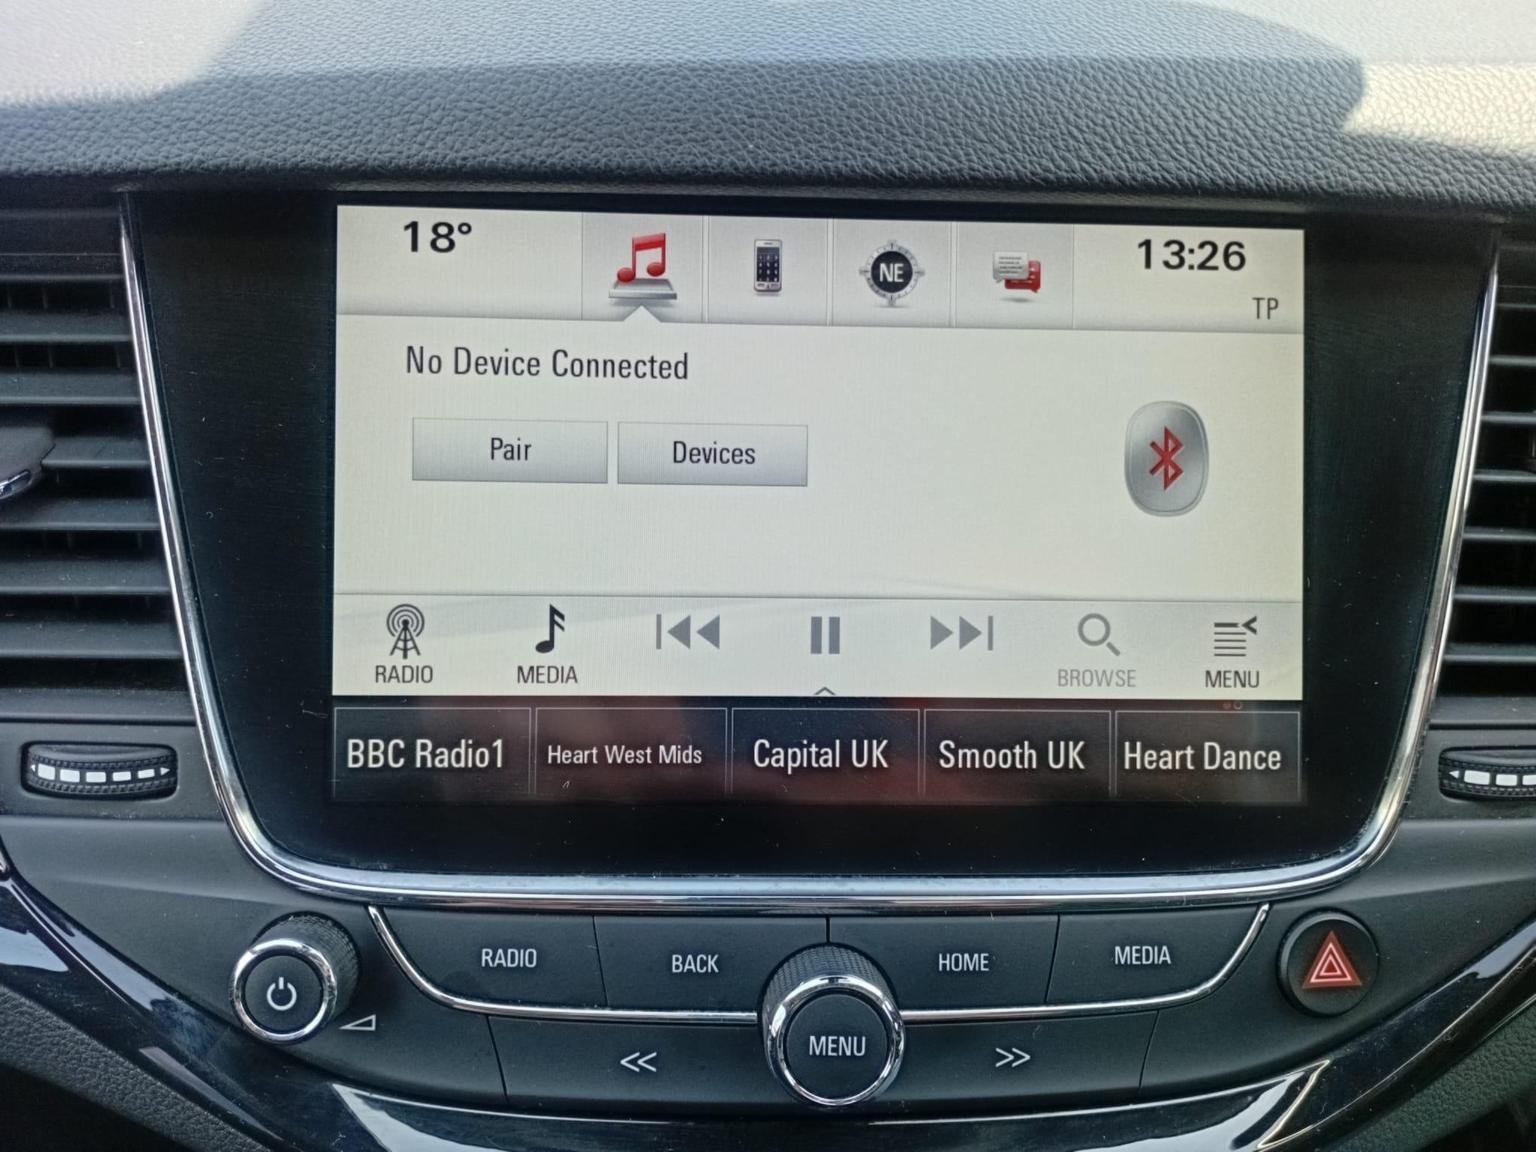 18°
NE
13:26
TP
No Device Connected
Pair
Devices
RADIO
MEDIA
BROWSE
MENU
BBC Radio1
Heart West Mids
Capital UK
Smooth UK
Heart Dance
RADIO
BACK
HOME
MEDIA
MENU